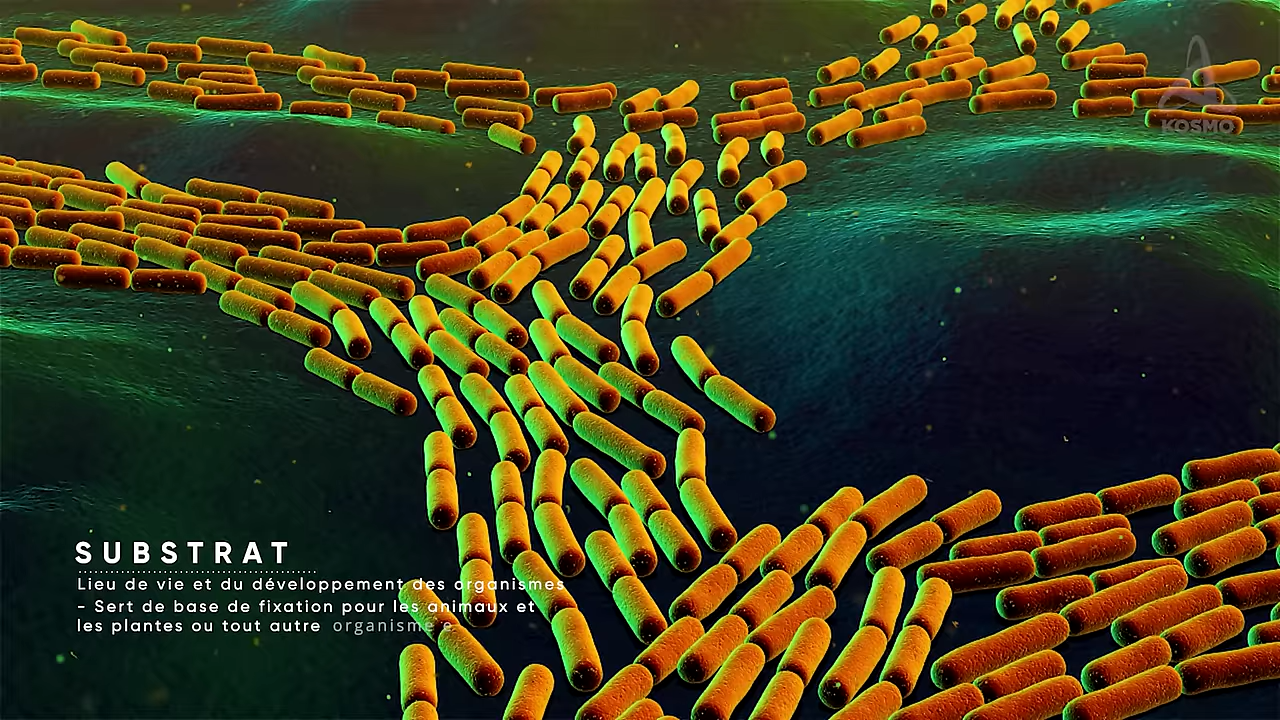 KOSMO
SUBSTRAT
Lieu de vie et du développement des organismes
- Sert de base de fixation pour les animaux et
les plantes ou tout autre organisme e